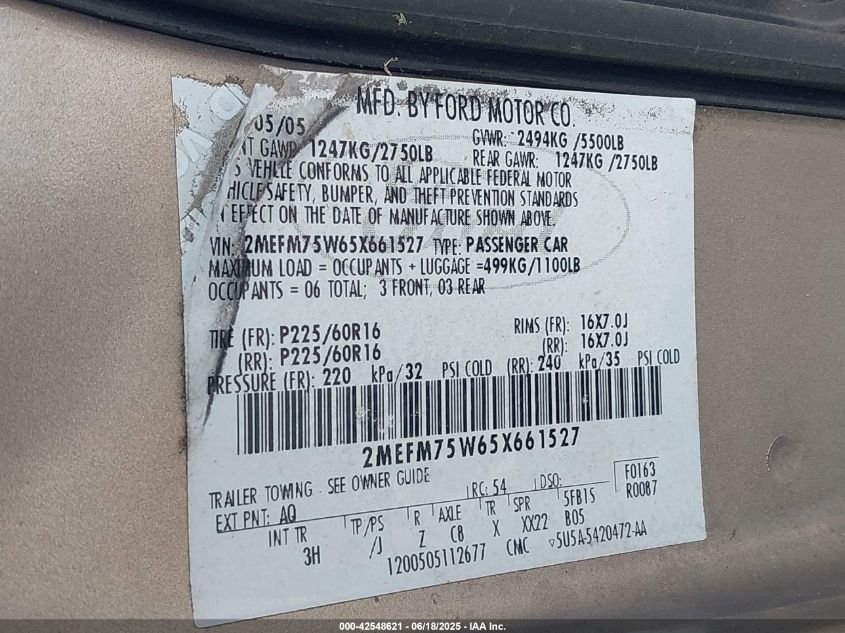 MFD. BY FORD MOTOR CO.
05/05 GVWR: 2494KG /5500LB
NT GAWR: 1247KG/2750LB REAR GAWR: 1247KG /2750LB
S VEHLLE CONFORMS TO ALL APPLICABLE FEDERAL MOTOR
HICLE SAFETY, BUMPER, AND THEFT PREVENTION STANDARDS
N EFFECT ON THE DATE OF MANUFACTURE SHOWN ABOVE.
VIN: 2MEFM75W65X661527 TYPE: PASSENGER CAR
MAXIMUM LOAD = OCCUPANTS + LUGGAGE =499KG/1100LB
OCCUPANTS = 06 TOTAL; 3 FRONT, 03 REAR
TIRE (FR): P225/60R16 RIMS (FR): 16X7.0J
(RR): P225/60R16 (RR): 16X7.0J
PRESSURE (FR): 220 kPa/32 PSI COLD (RR): 240 kPa/35 PSI COLD
2MEFM75W65X661527
TRAILER TOWING - SEE OWNER GUIDE
RC: 54 DSO: F0163
EXT PNT: AQ R0087
INT TR TP/PS R AXLE TR SPR 5FB1S
3H /J Z C8 X XX22 B05
1200505112677 CMC 5U5A-5420472-AA
000-42548621 - 06/18/2025 - IAA Inc.